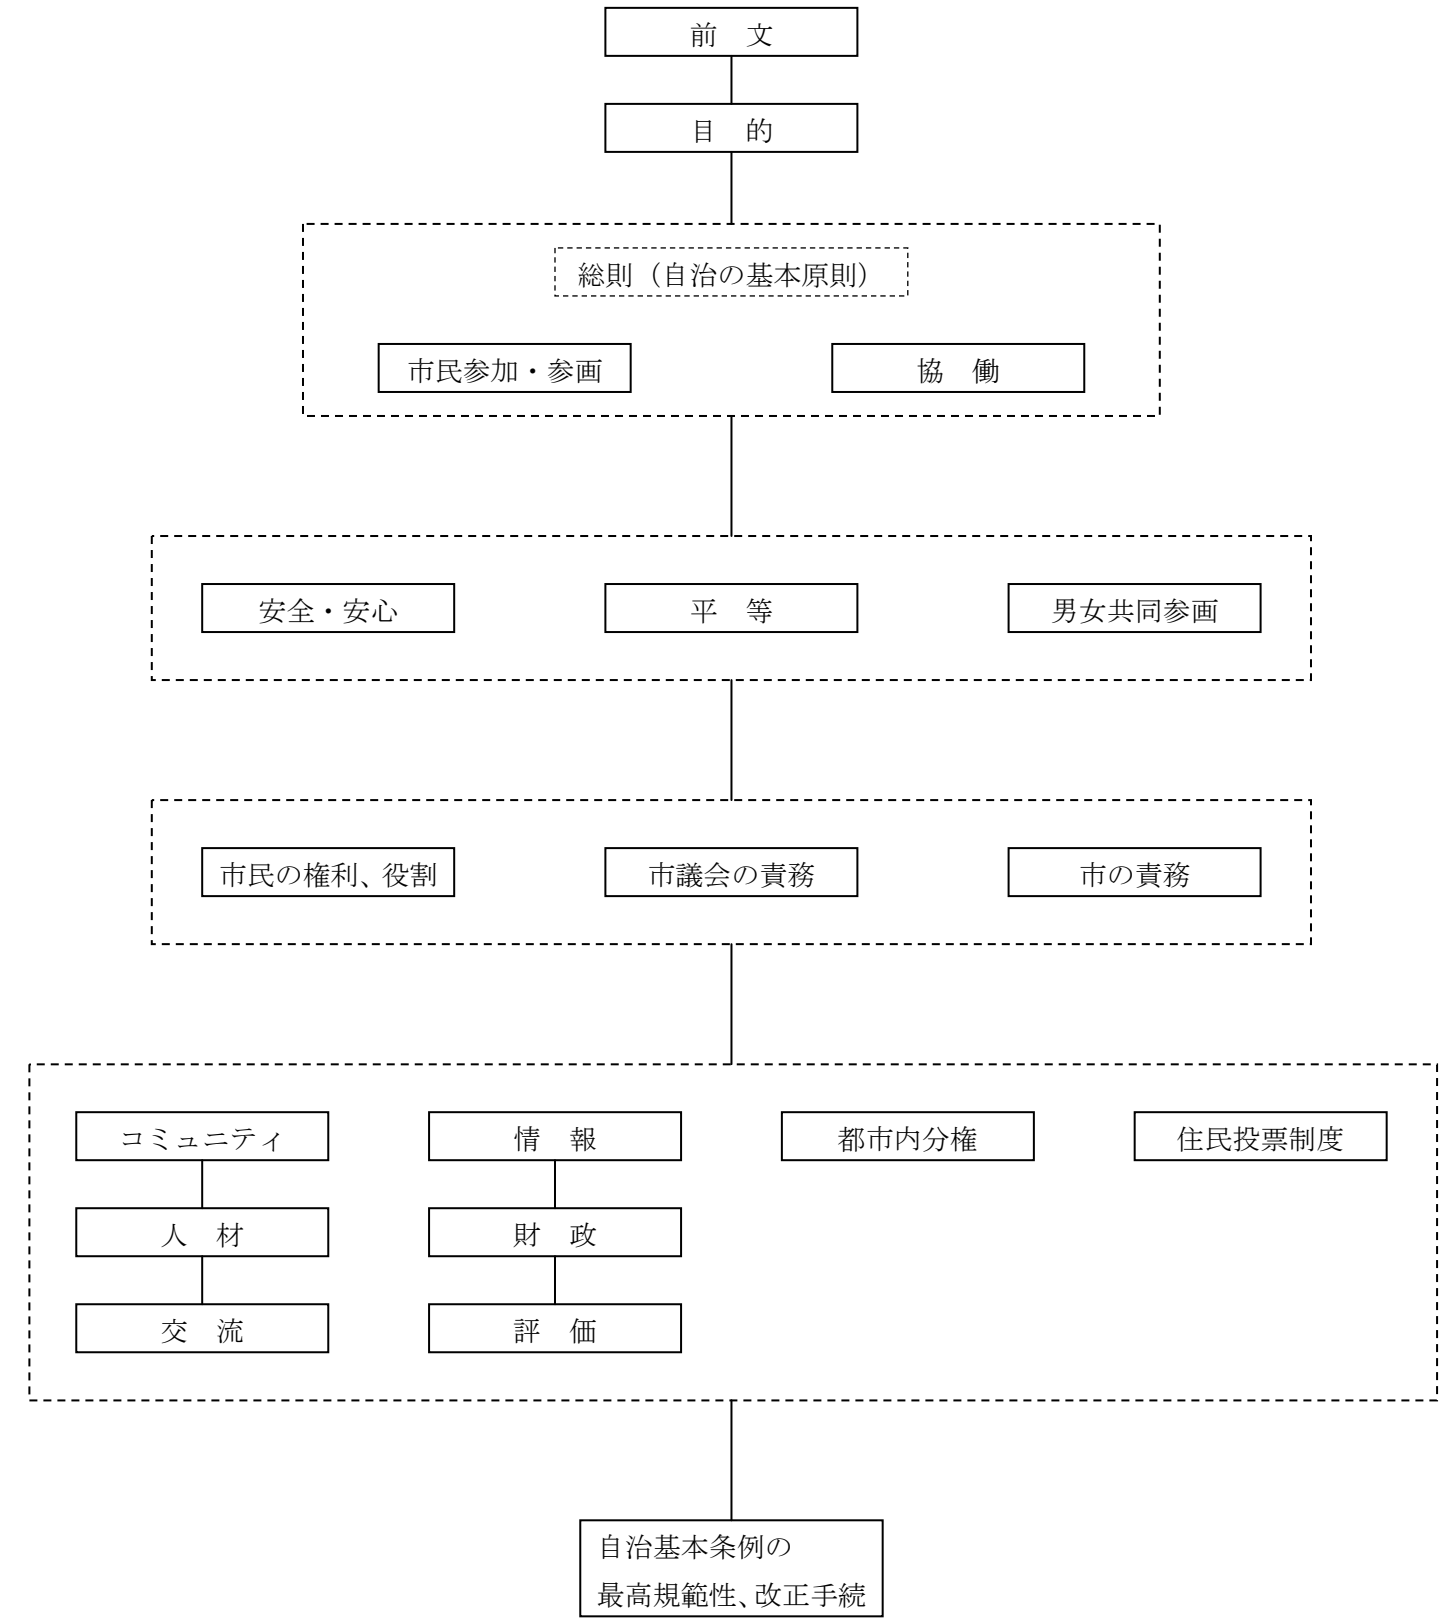 前　文
目　的
総則（自治の基本原則）
市民参加・参画
協　働
安全・安心
平　等
男女共同参画
市民の権利、役割
市議会の責務
市の責務
コミュニティ
情　報
都市内分権
住民投票制度
人　材
財　政
交　流
評　価
自治基本条例の
最高規範性、改正手続